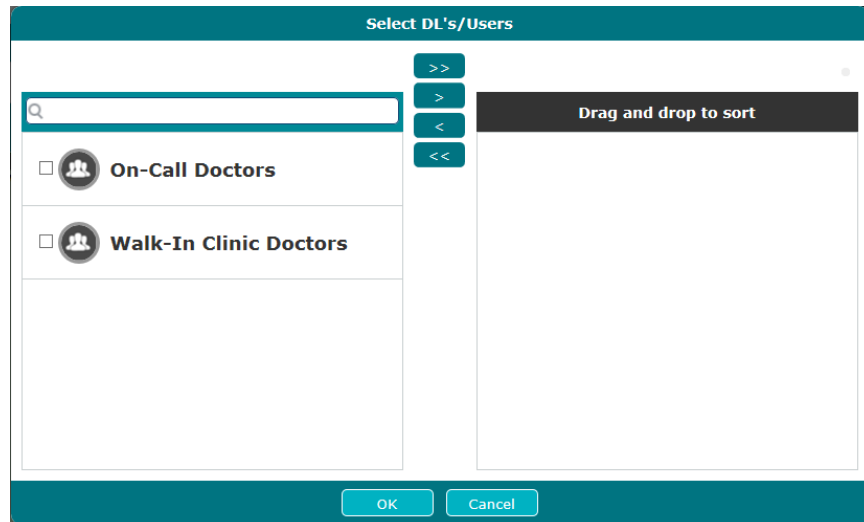 Select DL's/Users
>>
>
<
<<
Drag and drop to sort
On-Call Doctors
Walk-In Clinic Doctors
OK
Cancel